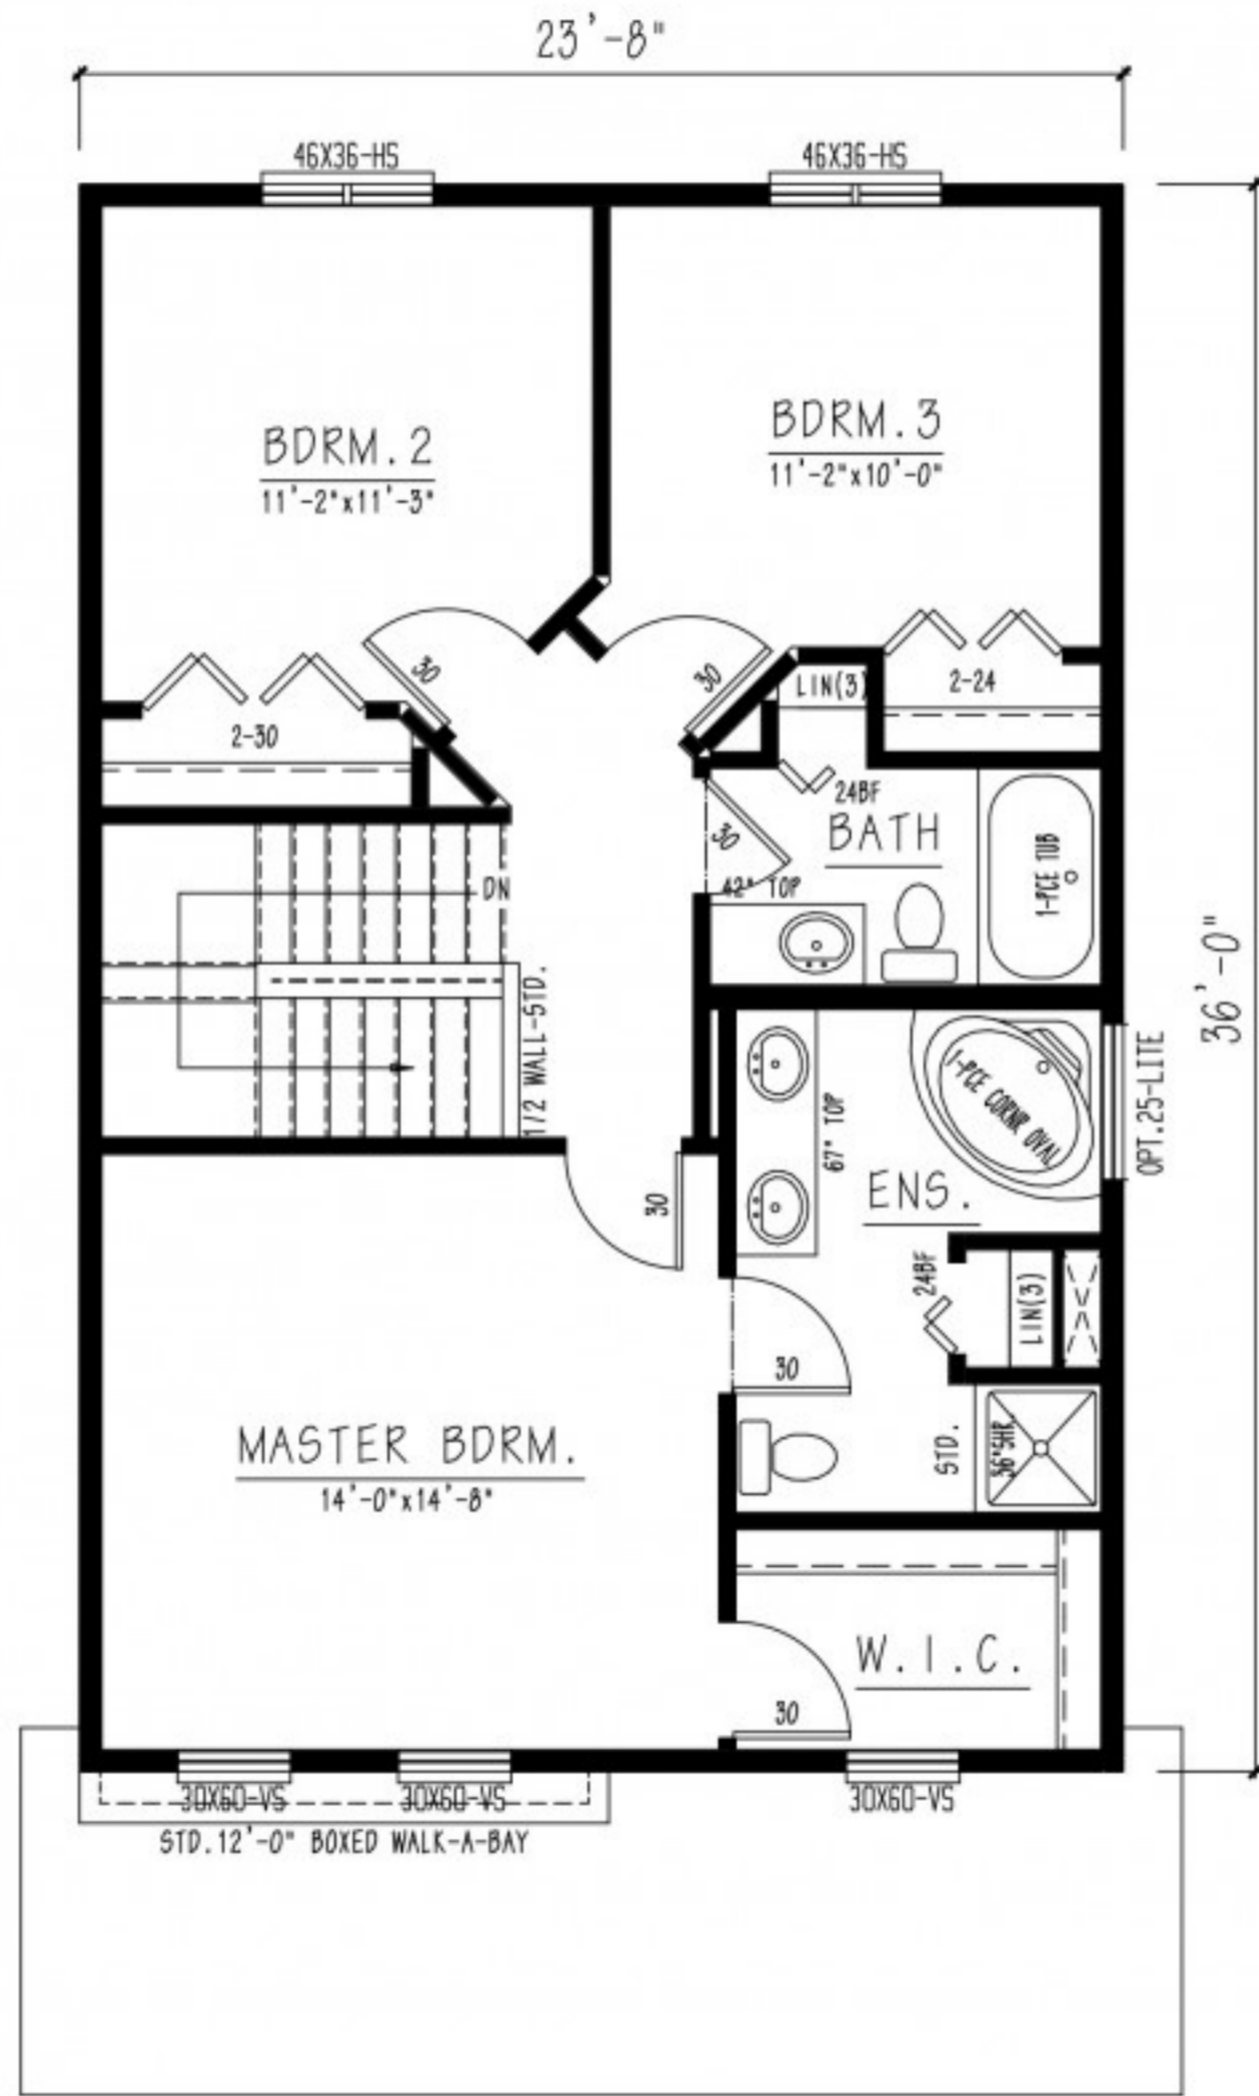 23'-8"
46X36-HS
46X36-HS
BDRM.2
11'-2"x11'-3"
BDRM.3
11'-2"x10'-0"
30
30
LIN(3)
2-24
2-30
24BF
BATH
30
42" TOP
1-PCE TUB
DN
36'-0"
1/2 WALL-STD.
1-PCE CORNR OVAL
OPT.25-LITE
67" TOP
ENS.
30
24BF
LIN(3)
30
MASTER BDRM.
14'-0"x14'-8"
STD.
36"SHR.
W.I.C.
30
30X60-VS
30X60-VS
30X60-VS
STD.12'-0" BOXED WALK-A-BAY